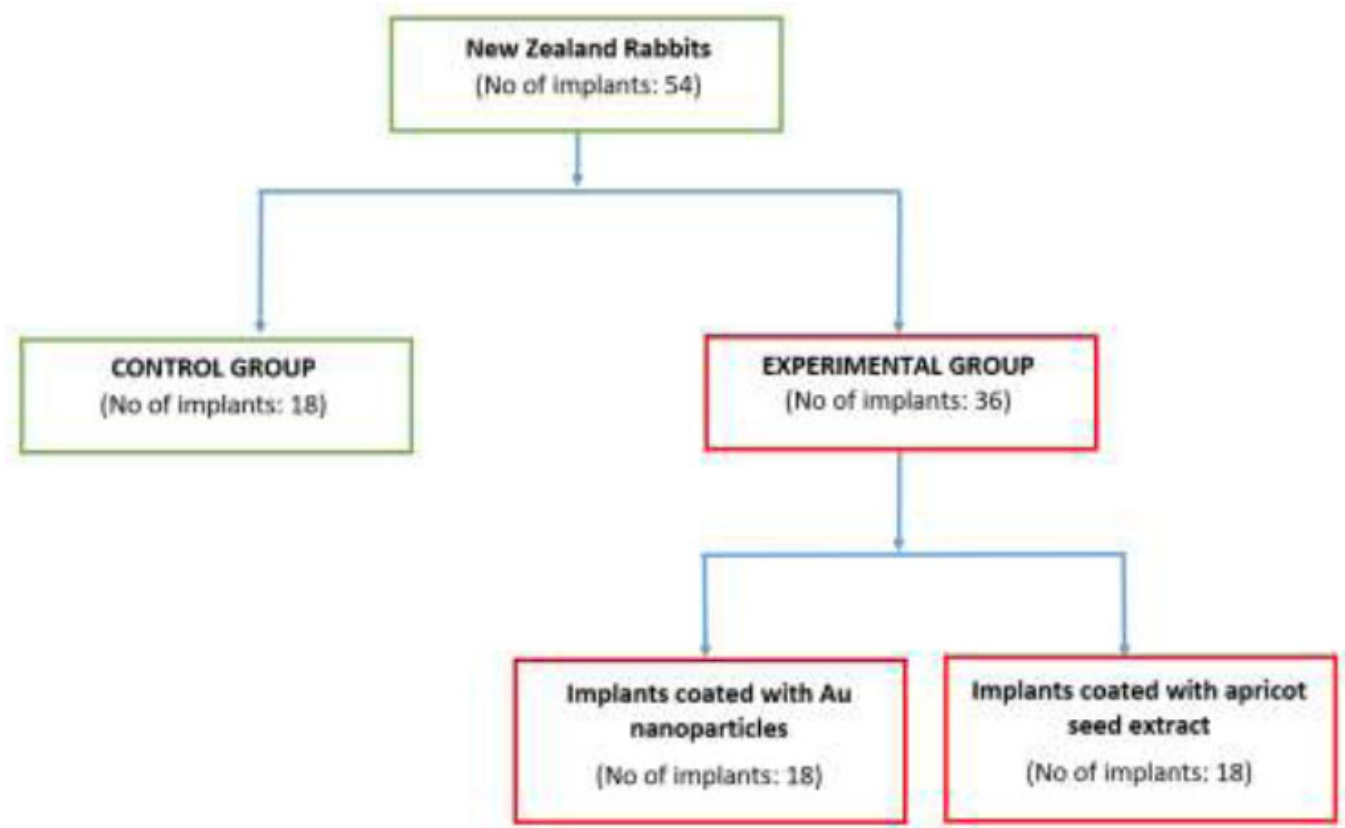 New Zealand Rabbits
(No of implants: 54)
CONTROL GROUP
(No of implants: 18)
EXPERIMENTAL GROUP
(No of implants: 36)
Implants coated with Au
nanoparticles
(No of implants: 18)
Implants coated with apricot
seed extract
(No of implants: 18)